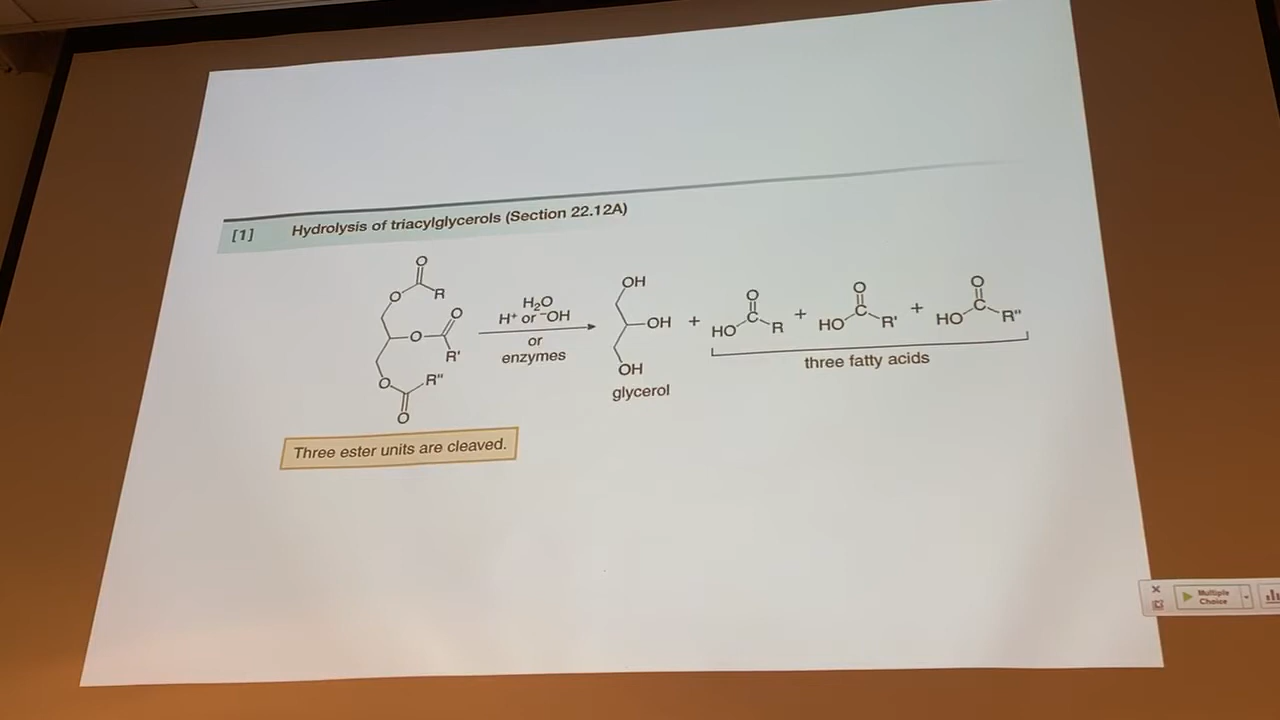 [1] Hydrolysis of triacylglycerols (Section 22.12A)
O
O R
O
O
R'
O R"
O
H₂O
H⁺ or ⁻OH
or
enzymes
OH
OH
OH
glycerol
+
O
HO C R
+
O
HO C R'
+
O
HO C R"
three fatty acids
Three ester units are cleaved.
Multiple
Choice